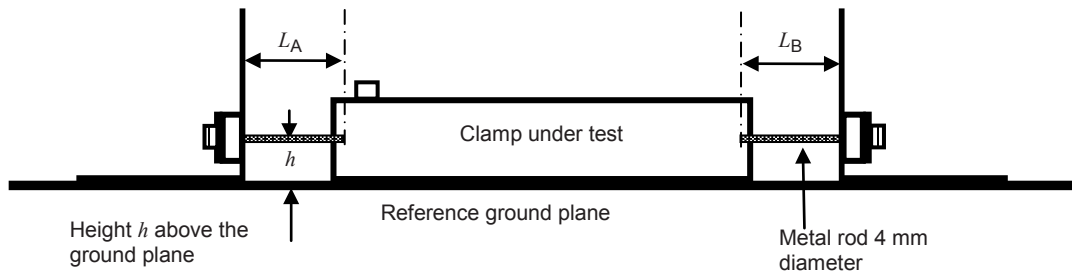 L_A
L_B
Clamp under test
h
Reference ground plane
Height h above the
ground plane
Metal rod 4 mm
diameter